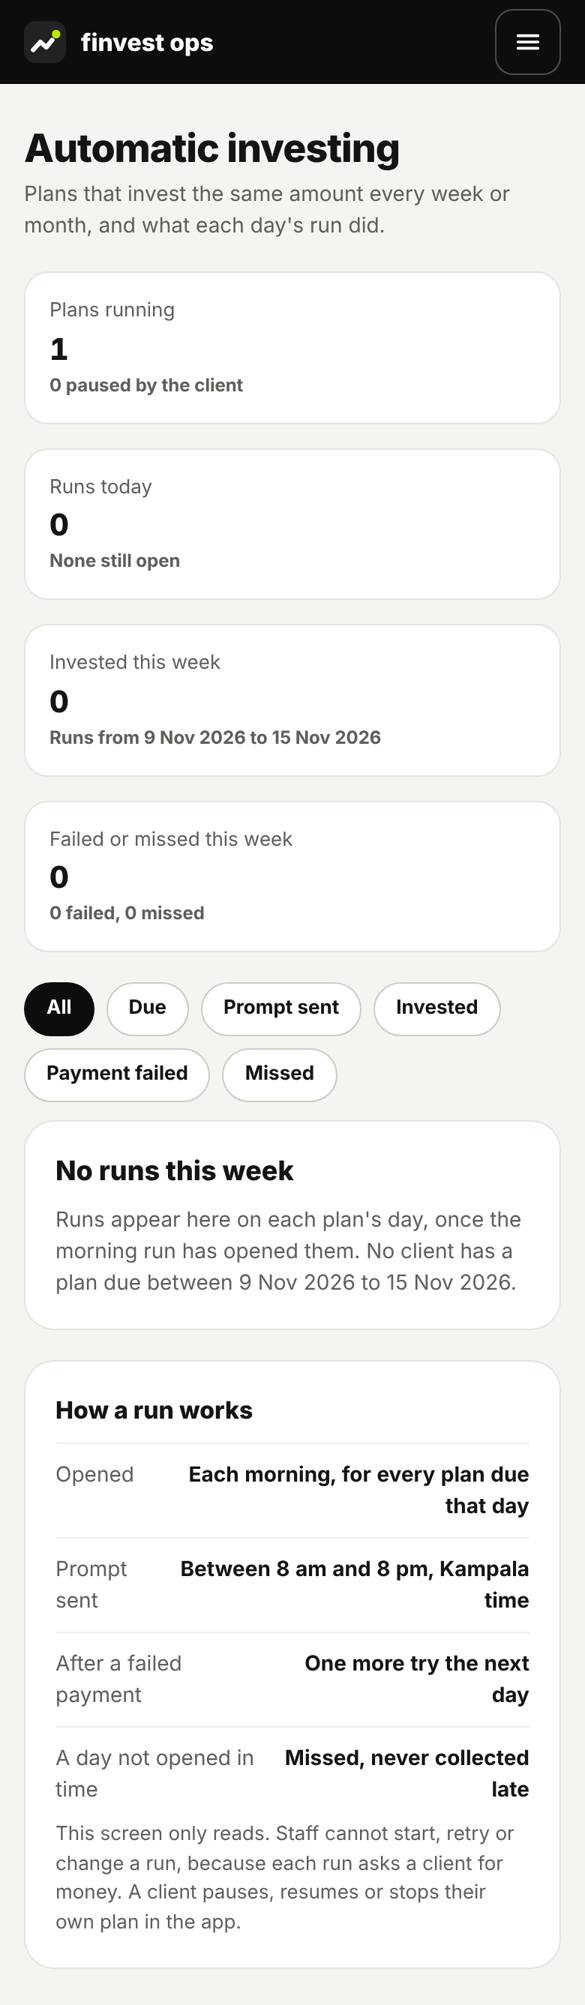 finvest ops
Automatic investing
Plans that invest the same amount every week or
month, and what each day's run did.
Plans running
1
0 paused by the client
Runs today
0
None still open
Invested this week
0
Runs from 9 Nov 2026 to 15 Nov 2026
Failed or missed this week
0
0 failed, 0 missed
All Due Prompt sent Invested
Payment failed Missed
No runs this week
Runs appear here on each plan's day, once the
morning run has opened them. No client has a
plan due between 9 Nov 2026 to 15 Nov 2026.
How a run works
Opened Each morning, for every plan due
that day
Prompt Between 8 am and 8 pm, Kampala
sent time
After a failed One more try the next
payment day
A day not opened in Missed, never collected
time late
This screen only reads. Staff cannot start, retry or
change a run, because each run asks a client for
money. A client pauses, resumes or stops their
own plan in the app.